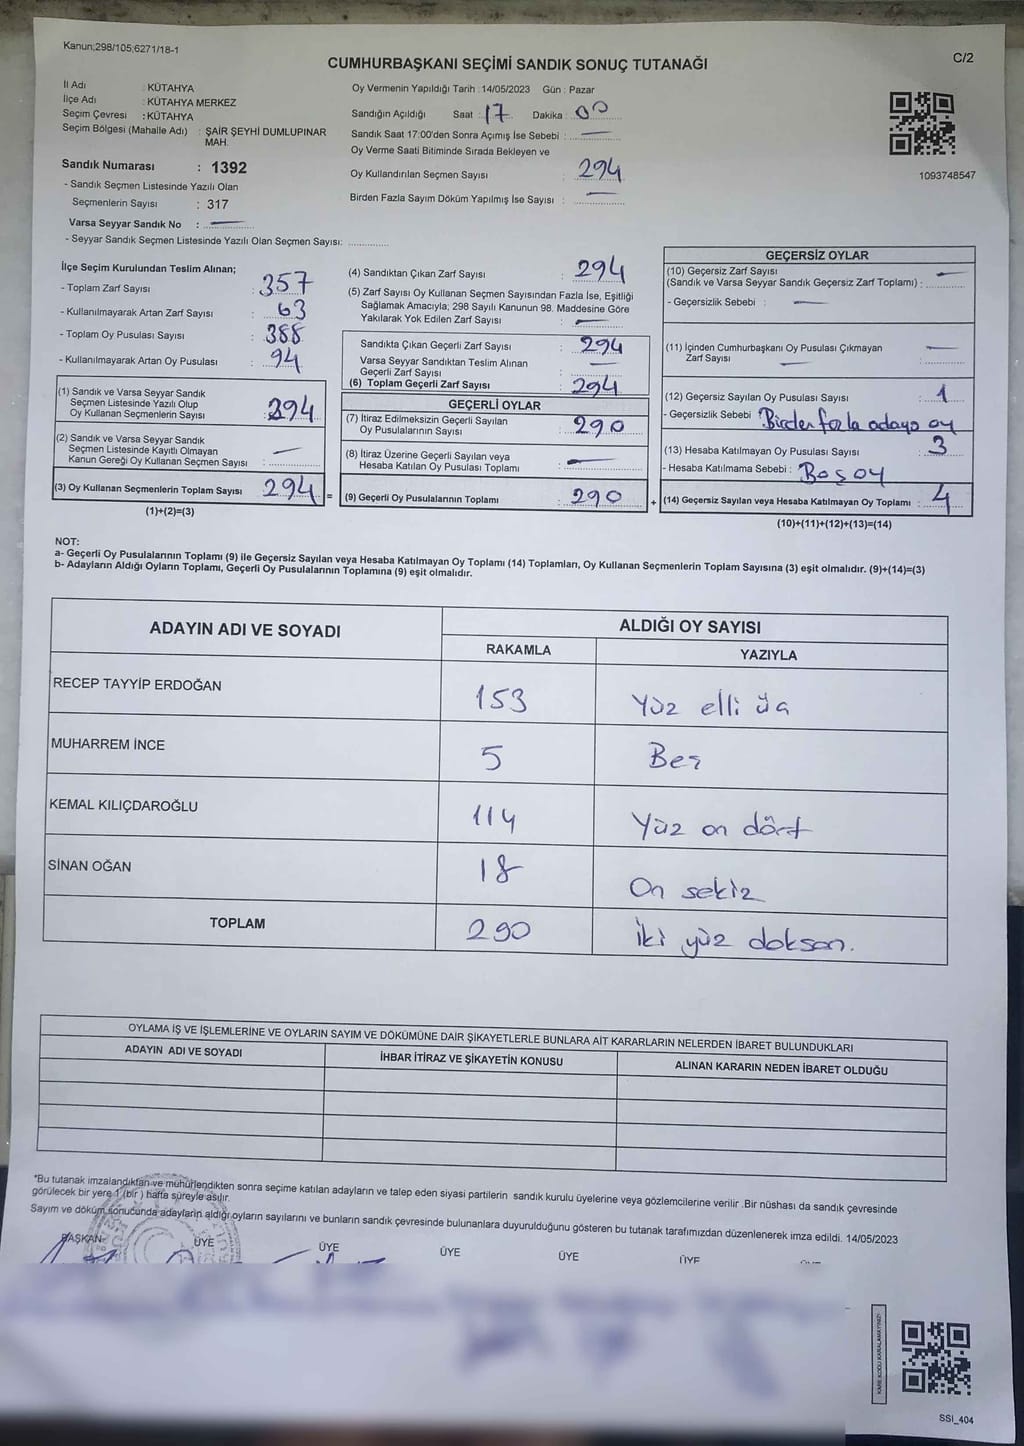 Kanun;298/105;6271/18-1
C/2
CUMHURBAŞKANI SEÇİMİ SANDIK SONUÇ TUTANAĞI
İl Adı : KÜTAHYA
İlçe Adı : KÜTAHYA MERKEZ
Seçim Çevresi : KÜTAHYA
Seçim Bölgesi (Mahalle Adı) : ŞAİR ŞEYHİ DUMLUPINAR
MAH.
Sandık Numarası : 1392
- Sandık Seçmen Listesinde Yazılı Olan
Seçmenlerin Sayısı : 317
Varsa Seyyar Sandık No : —
- Seyyar Sandık Seçmen Listesinde Yazılı Olan Seçmen Sayısı: ............
Oy Vermenin Yapıldığı Tarih : 14/05/2023 Gün : Pazar
Sandığın Açıldığı Saat : 17 Dakika : 00
Sandık Saat 17:00'den Sonra Açımış İse Sebebi : —
Oy Verme Saati Bitiminde Sırada Bekleyen ve
Oy Kullandırılan Seçmen Sayısı : 294
Birden Fazla Sayım Döküm Yapılmış İse Sayısı : —
1093748547
İlçe Seçim Kurulundan Teslim Alınan;
- Toplam Zarf Sayısı : 357
- Kullanılmayarak Artan Zarf Sayısı : 63
- Toplam Oy Pusulası Sayısı : 388
- Kullanılmayarak Artan Oy Pusulası : 94
(1) Sandık ve Varsa Seyyar Sandık
Seçmen Listesinde Yazılı Olup
Oy Kullanan Seçmenlerin Sayısı : 294
(2) Sandık ve Varsa Seyyar Sandık
Seçmen Listesinde Kayıtlı Olmayan
Kanun Gereği Oy Kullanan Seçmen Sayısı : —
(3) Oy Kullanan Seçmenlerin Toplam Sayısı 294 =
(1)+(2)=(3)
(4) Sandıktan Çıkan Zarf Sayısı : 294
(5) Zarf Sayısı Oy Kullanan Seçmen Sayısından Fazla İse, Eşitliği
Sağlamak Amacıyla; 298 Sayılı Kanunun 98. Maddesine Göre
Yakılarak Yok Edilen Zarf Sayısı : —
Sandıkta Çıkan Geçerli Zarf Sayısı : 294
Varsa Seyyar Sandıktan Teslim Alınan
Geçerli Zarf Sayısı : —
(6) Toplam Geçerli Zarf Sayısı : 294
GEÇERLİ OYLAR
(7) İtiraz Edilmeksizin Geçerli Sayılan
Oy Pusulalarının Sayısı : 290
(8) İtiraz Üzerine Geçerli Sayılan veya
Hesaba Katılan Oy Pusulası Toplamı : —
(9) Geçerli Oy Pusulalarının Toplamı : 290 +
GEÇERSİZ OYLAR
(10) Geçersiz Zarf Sayısı
(Sandık ve Varsa Seyyar Sandık Geçersiz Zarf Toplamı) : —
- Geçersizlik Sebebi : —
(11) İçinden Cumhurbaşkanı Oy Pusulası Çıkmayan
Zarf Sayısı : —
(12) Geçersiz Sayılan Oy Pusulası Sayısı : 1
- Geçersizlik Sebebi : Birden fazla adaya oy
(13) Hesaba Katılmayan Oy Pusulası Sayısı : 3
- Hesaba Katılmama Sebebi : Boş oy
(14) Geçersiz Sayılan veya Hesaba Katılmayan Oy Toplamı : 4
(10)+(11)+(12)+(13)=(14)
NOT:
a- Geçerli Oy Pusulalarının Toplamı (9) ile Geçersiz Sayılan veya Hesaba Katılmayan Oy Toplamı (14) Toplamları, Oy Kullanan Seçmenlerin Toplam Sayısına (3) eşit olmalıdır. (9)+(14)=(3)
b- Adayların Aldığı Oyların Toplamı, Geçerli Oy Pusulalarının Toplamına (9) eşit olmalıdır.
ADAYIN ADI VE SOYADI
ALDIĞI OY SAYISI
RAKAMLA YAZIYLA
RECEP TAYYİP ERDOĞAN 153 Yüz elli üç
MUHARREM İNCE 5 Beş
KEMAL KILIÇDAROĞLU 114 Yüz on dört
SİNAN OĞAN 18 On sekiz
TOPLAM 290 İki yüz doksan.
OYLAMA İŞ VE İŞLEMLERİNE VE OYLARIN SAYIM VE DÖKÜMÜNE DAİR ŞİKAYETLERLE BUNLARA AİT KARARLARIN NELERDEN İBARET BULUNDUKLARI
ADAYIN ADI VE SOYADI İHBAR İTİRAZ VE ŞİKAYETİN KONUSU ALINAN KARARIN NEDEN İBARET OLDUĞU
*Bu tutanak imzalandıktan ve mühürlendikten sonra seçime katılan adayların ve talep eden siyasi partilerin sandık kurulu üyelerine veya gözlemcilerine verilir .Bir nüshası da sandık çevresinde
görülecek bir yere 1 (bir ) hafta süreyle asılır.
Sayım ve döküm sonucunda adayların aldığı oyların sayılarını ve bunların sandık çevresinde bulunanlara duyurulduğunu gösteren bu tutanak tarafımızdan düzenlenerek imza edildi. 14/05/2023
BAŞKAN ÜYE ÜYE ÜYE ÜYE ÜYE
KARE KODU KARALAMAYINIZ!
SSİ_404